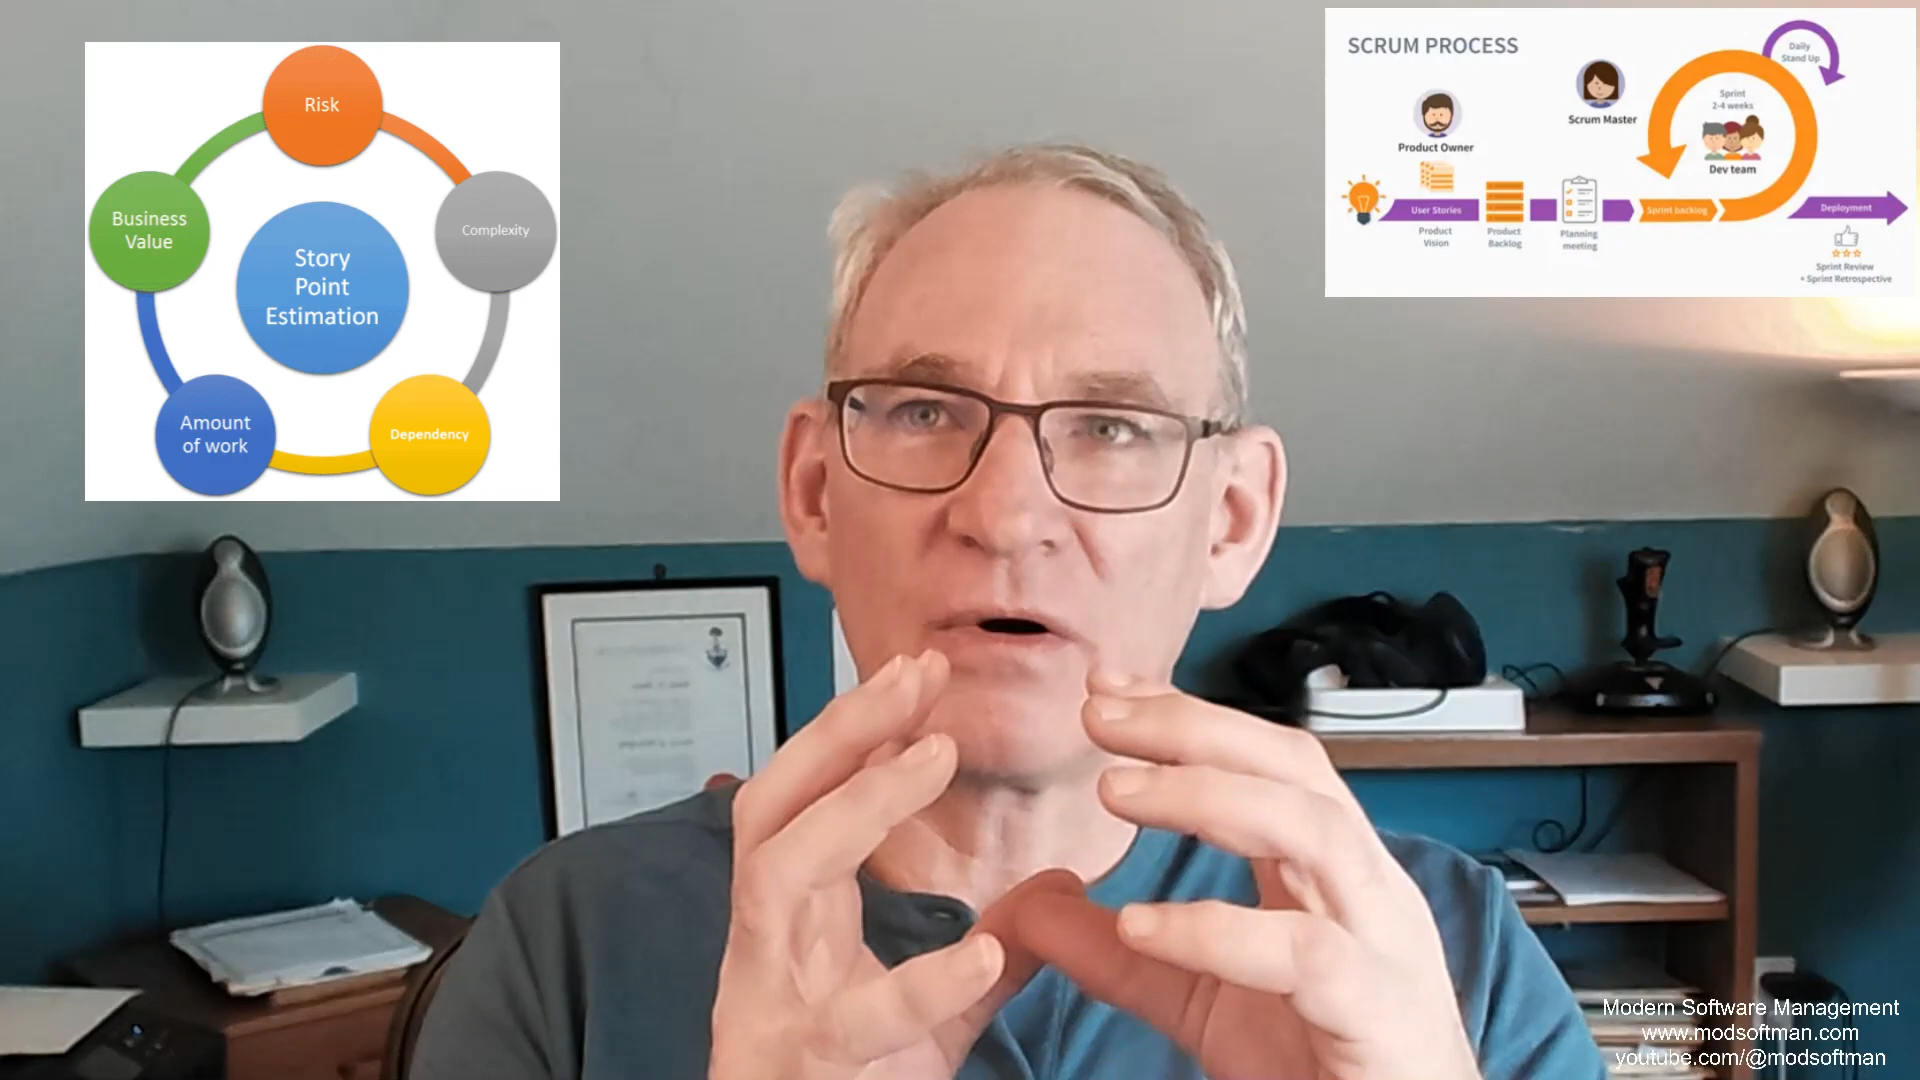 Risk
Business
Value
Complexity
Story
Point
Estimation
Amount
of work
Dependency
SCRUM PROCESS
Daily
Stand Up
Sprint
2-4 weeks
Scrum Master
Product Owner
Dev team
User Stories
Sprint backlog
Deployment
Product
Vision
Product
Backlog
Planning
meeting
Sprint Review
+ Sprint Retrospective
Modern Software Management
www.modsoftman.com
youtube.com/@modsoftman